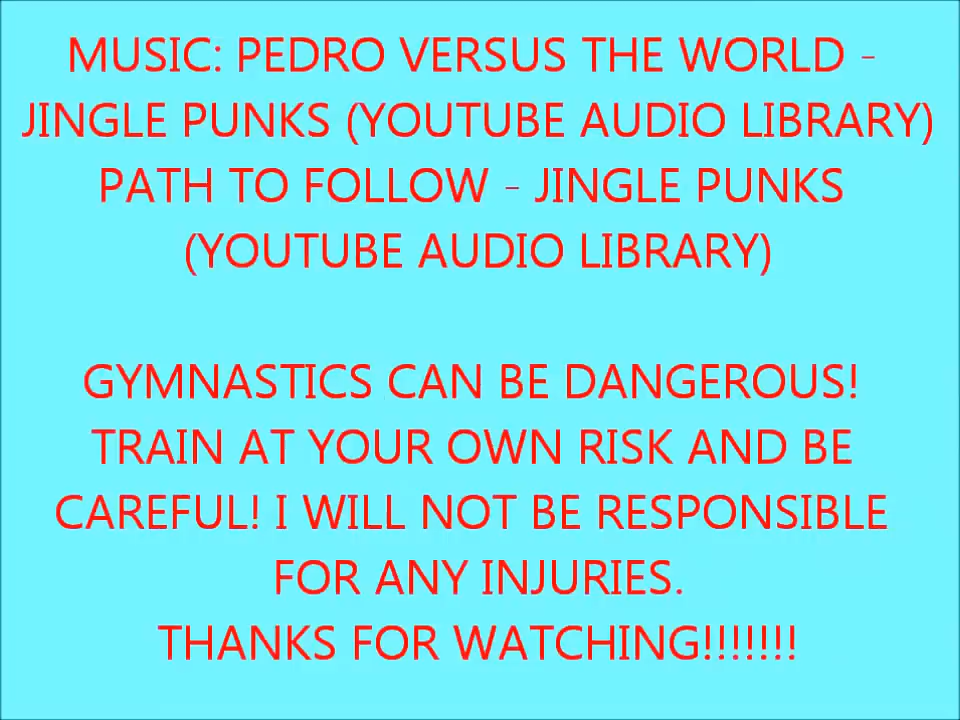 MUSIC: PEDRO VERSUS THE WORLD -
JINGLE PUNKS (YOUTUBE AUDIO LIBRARY)
PATH TO FOLLOW - JINGLE PUNKS
(YOUTUBE AUDIO LIBRARY)
GYMNASTICS CAN BE DANGEROUS!
TRAIN AT YOUR OWN RISK AND BE
CAREFUL! I WILL NOT BE RESPONSIBLE
FOR ANY INJURIES.
THANKS FOR WATCHING!!!!!!!